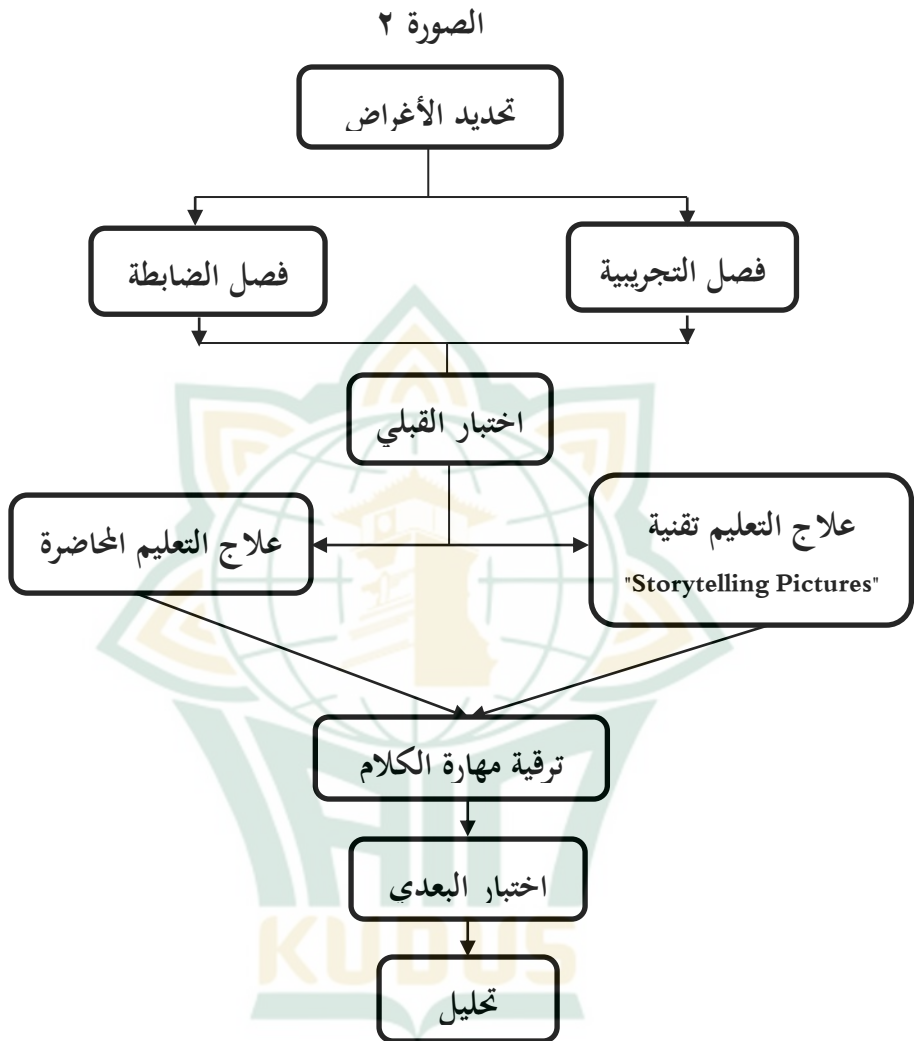 الصورة ٢
تحديد الأغراض
فصل التجريبية
فصل الضابطة
اختبار القبلي
علاج التعليم تقنية
"Storytelling Pictures"
علاج التعليم المحاضرة
ترقية مهارة الكلام
اختبار البعدي
تحليل
KUDUS